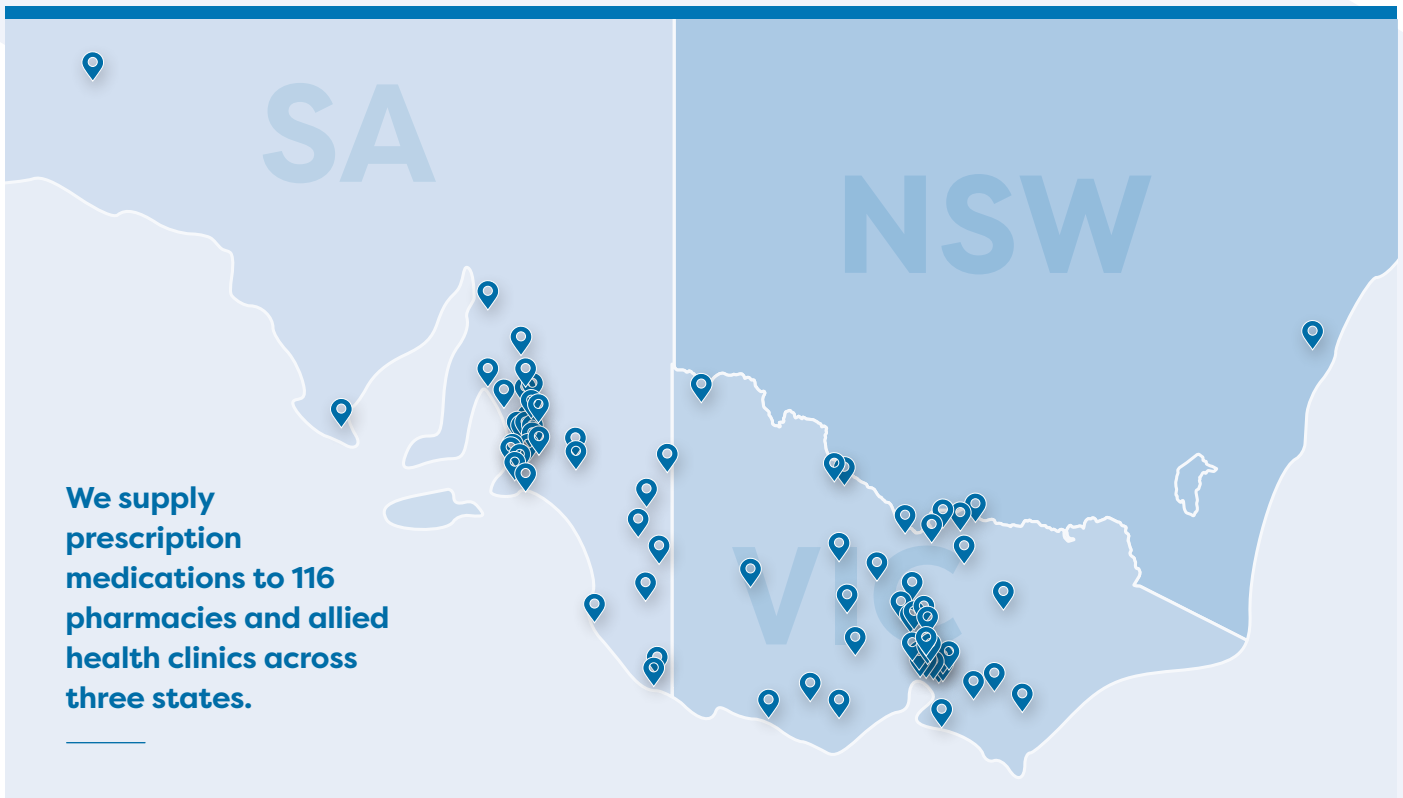 SA
NSW
VIC
We supply
prescription
medications to 116
pharmacies and allied
health clinics across
three states.